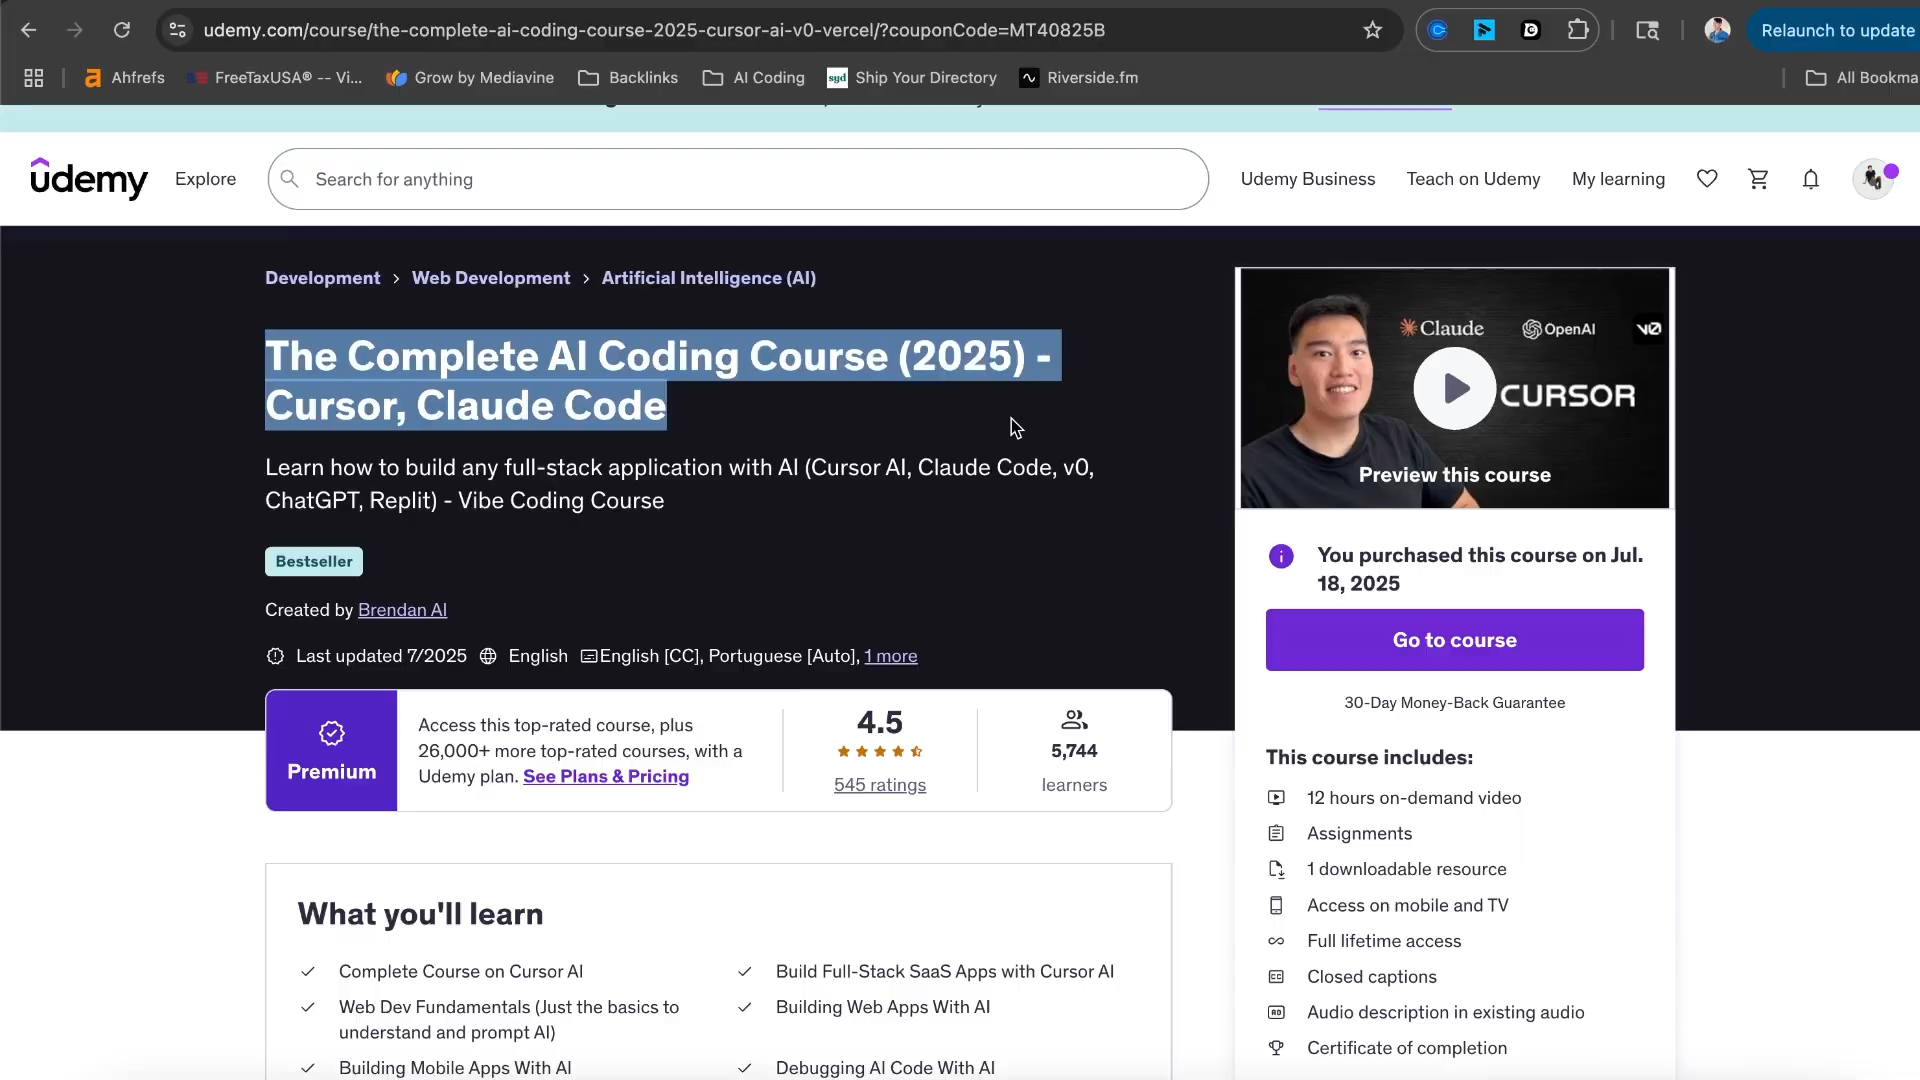 udemy.com/course/the-complete-ai-coding-course-2025-cursor-ai-v0-vercel/?couponCode=MT40825B
Relaunch to update
Ahfrefs
FreeTaxUSA® -- Vi...
Grow by Mediavine
Backlinks
AI Coding
syd
Ship Your Directory
Riverside.fm
All Bookma
udemy
Explore
Search for anything
Udemy Business
Teach on Udemy
My learning
Development > Web Development > Artificial Intelligence (AI)
The Complete AI Coding Course (2025) -
Cursor, Claude Code
Learn how to build any full-stack application with AI (Cursor AI, Claude Code, v0,
ChatGPT, Replit) - Vibe Coding Course
Bestseller
Created by Brendan AI
Last updated 7/2025
English
English [CC], Portuguese [Auto], 1 more
Premium
Access this top-rated course, plus
26,000+ more top-rated courses, with a
Udemy plan. See Plans & Pricing
4.5
545 ratings
5,744
learners
What you'll learn
Complete Course on Cursor AI
Build Full-Stack SaaS Apps with Cursor AI
Web Dev Fundamentals (Just the basics to
understand and prompt AI)
Building Web Apps With AI
Building Mobile Apps With AI
Debugging AI Code With AI
Claude
OpenAI
v0
CURSOR
Preview this course
You purchased this course on Jul.
18, 2025
Go to course
30-Day Money-Back Guarantee
This course includes:
12 hours on-demand video
Assignments
1 downloadable resource
Access on mobile and TV
Full lifetime access
Closed captions
Audio description in existing audio
Certificate of completion